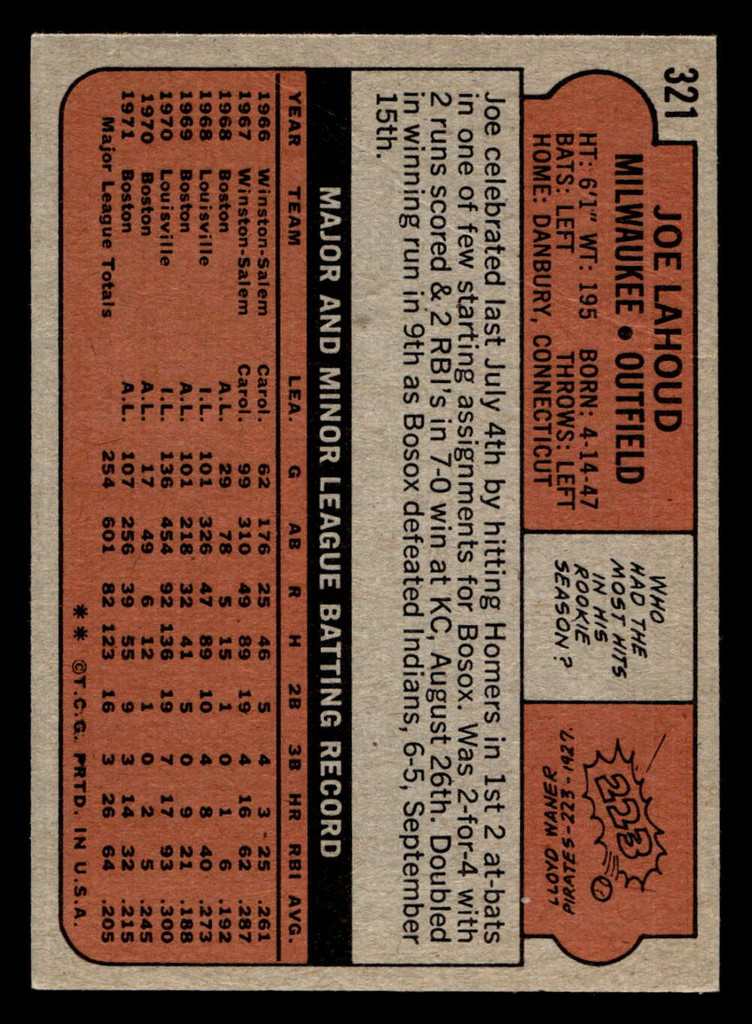 321
JOE LAHOUD
MILWAUKEE • OUTFIELD
HT: 6'1" WT: 195 BORN: 4-14-47
BATS: LEFT THROWS: LEFT
HOME: DANBURY, CONNECTICUT
WHO
HAD THE
MOST HITS
IN HIS
ROOKIE
SEASON?
223
LLOYD WANER
PIRATES-223-1927.
Joe celebrated last July 4th by hitting Homers in 1st 2 at-bats
in one of few starting assignments for Bosox. Was 2-for-4 with
2 runs scored & 2 RBI's in 7-0 win at KC, August 26th. Doubled
in winning run in 9th as Bosox defeated Indians, 6-5, September
15th.
MAJOR AND MINOR LEAGUE BATTING RECORD
YEAR TEAM LEA. G AB R H 2B 3B HR RBI AVG.
1966 Winston-Salem Carol. 62 176 25 46 5 4 3 25 .261
1967 Winston-Salem Carol. 99 310 49 89 19 4 16 62 .287
1968 Boston A.L. 29 78 5 15 1 0 1 6 .192
1968 Louisville I.L. 101 326 47 89 10 4 8 40 .273
1969 Boston A.L. 101 218 32 41 5 0 9 21 .188
1970 Louisville I.L. 136 454 92 136 19 7 17 93 .300
1970 Boston A.L. 17 49 6 12 1 0 2 5 .245
1971 Boston A.L. 107 256 39 55 9 3 14 32 .215
Major League Totals 254 601 82 123 16 3 26 64 .205
** ©T.C.G. PRTD. IN U.S.A.